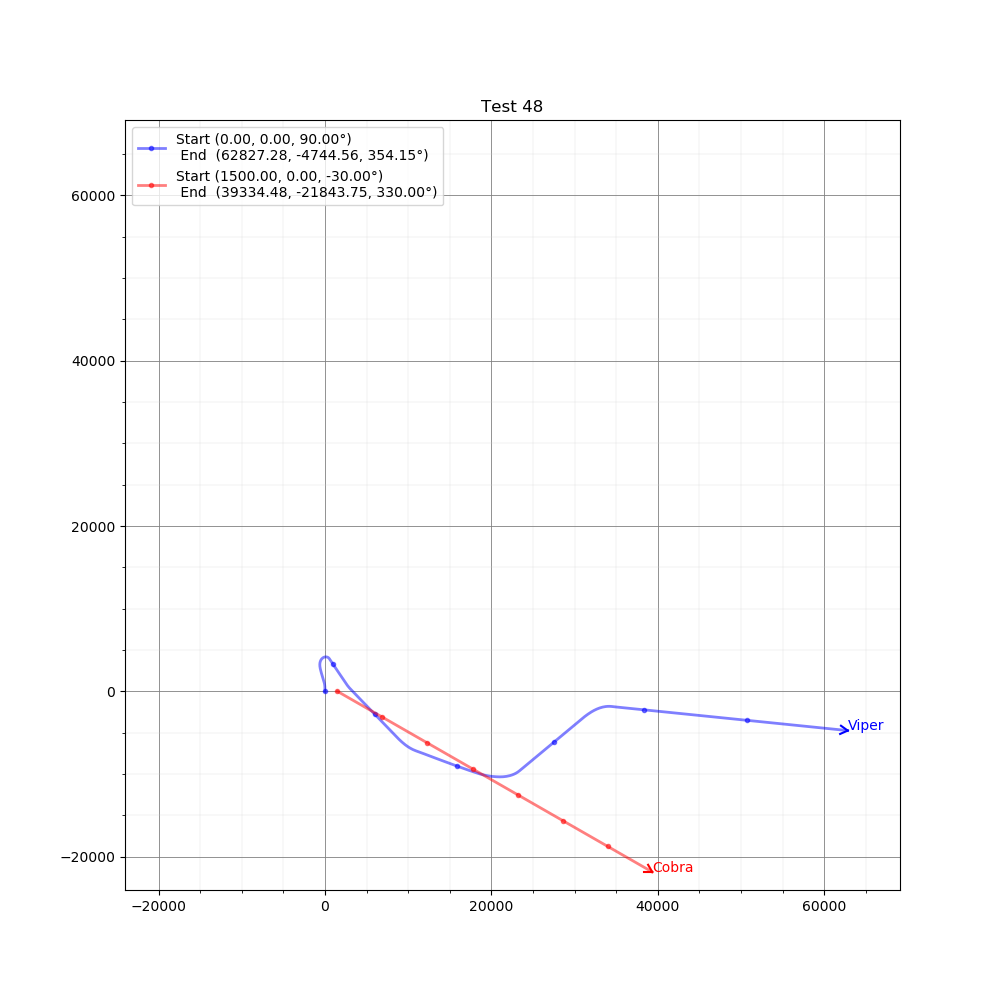 Test 48
Start (0.00, 0.00, 90.00°)
End  (62827.28, -4744.56, 354.15°)
Start (1500.00, 0.00, -30.00°)
End  (39334.48, -21843.75, 330.00°)
60000
40000
20000
0
−20000
Viper
Cobra
−20000
0
20000
40000
60000